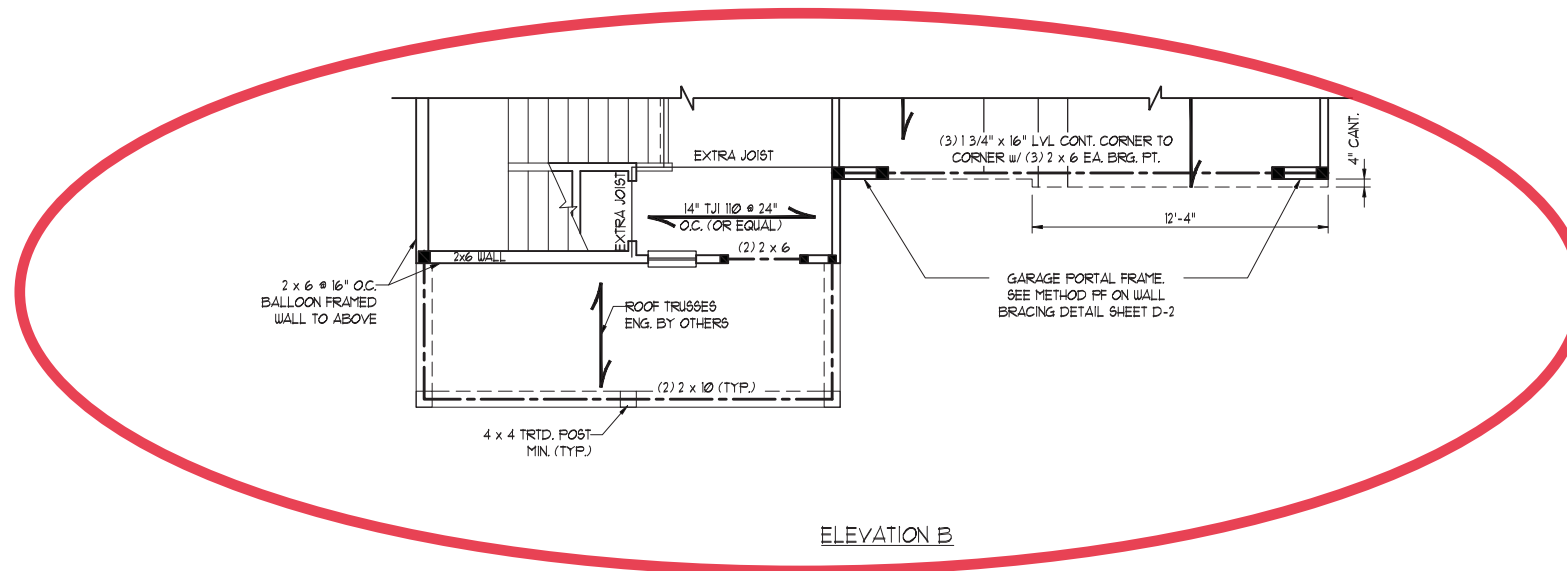 (3) 1 3/4" x 16" LVL CONT. CORNER TO
CORNER w/ (3) 2 x 6 EA. BRG. PT.
4" CANT.
EXTRA JOIST
EXTRA JOIST
14" TJI 110 @ 24"
O.C. (OR EQUAL)
12'-4"
(2) 2 x 6
2x6 WALL
2 x 6 @ 16" O.C.
BALLOON FRAMED
WALL TO ABOVE
ROOF TRUSSES
ENG. BY OTHERS
GARAGE PORTAL FRAME.
SEE METHOD PF ON WALL
BRACING DETAIL SHEET D-2
(2) 2 x 10 (TYP.)
4 x 4 TRTD. POST
MIN. (TYP.)
ELEVATION B